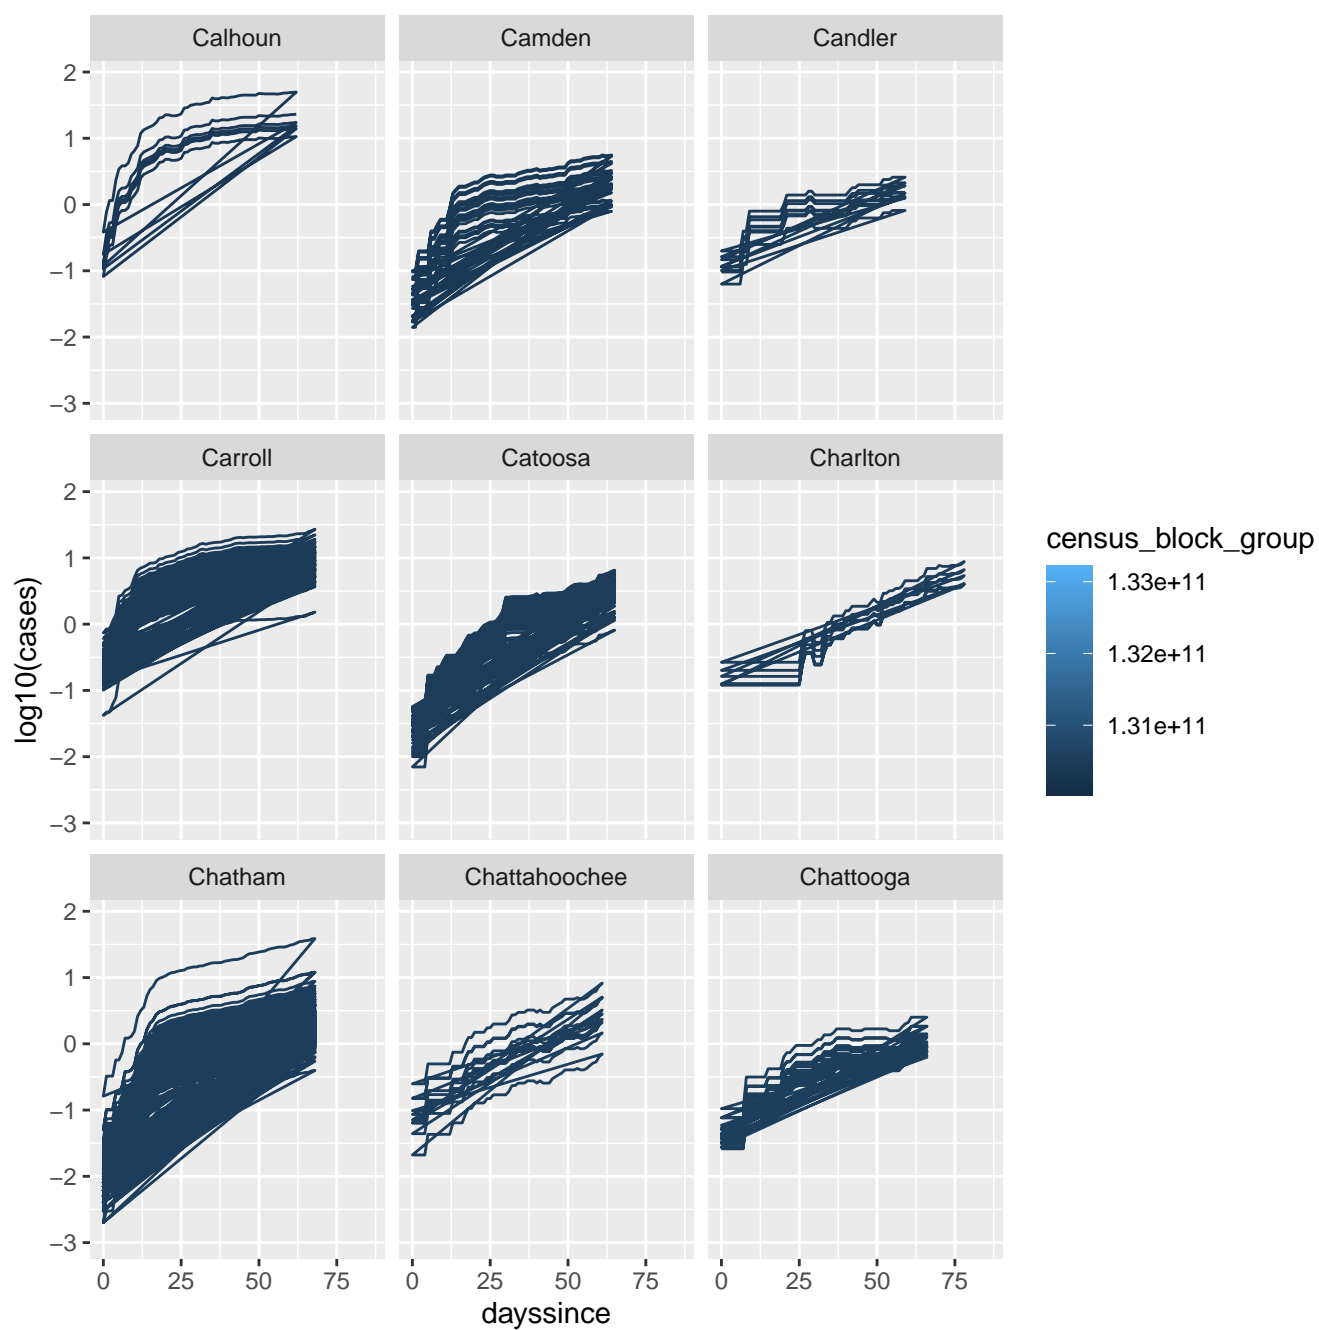 Calhoun Camden Candler
2
1
0
−1
−2
−3
Carroll Catoosa Charlton
2
1
0
−1
−2
−3
Chatham Chattahoochee Chattooga
2
1
0
−1
−2
−3
0 25 50 75 0 25 50 75 0 25 50 75
dayssince
log10(cases)
census_block_group
1.33e+11
1.32e+11
1.31e+11